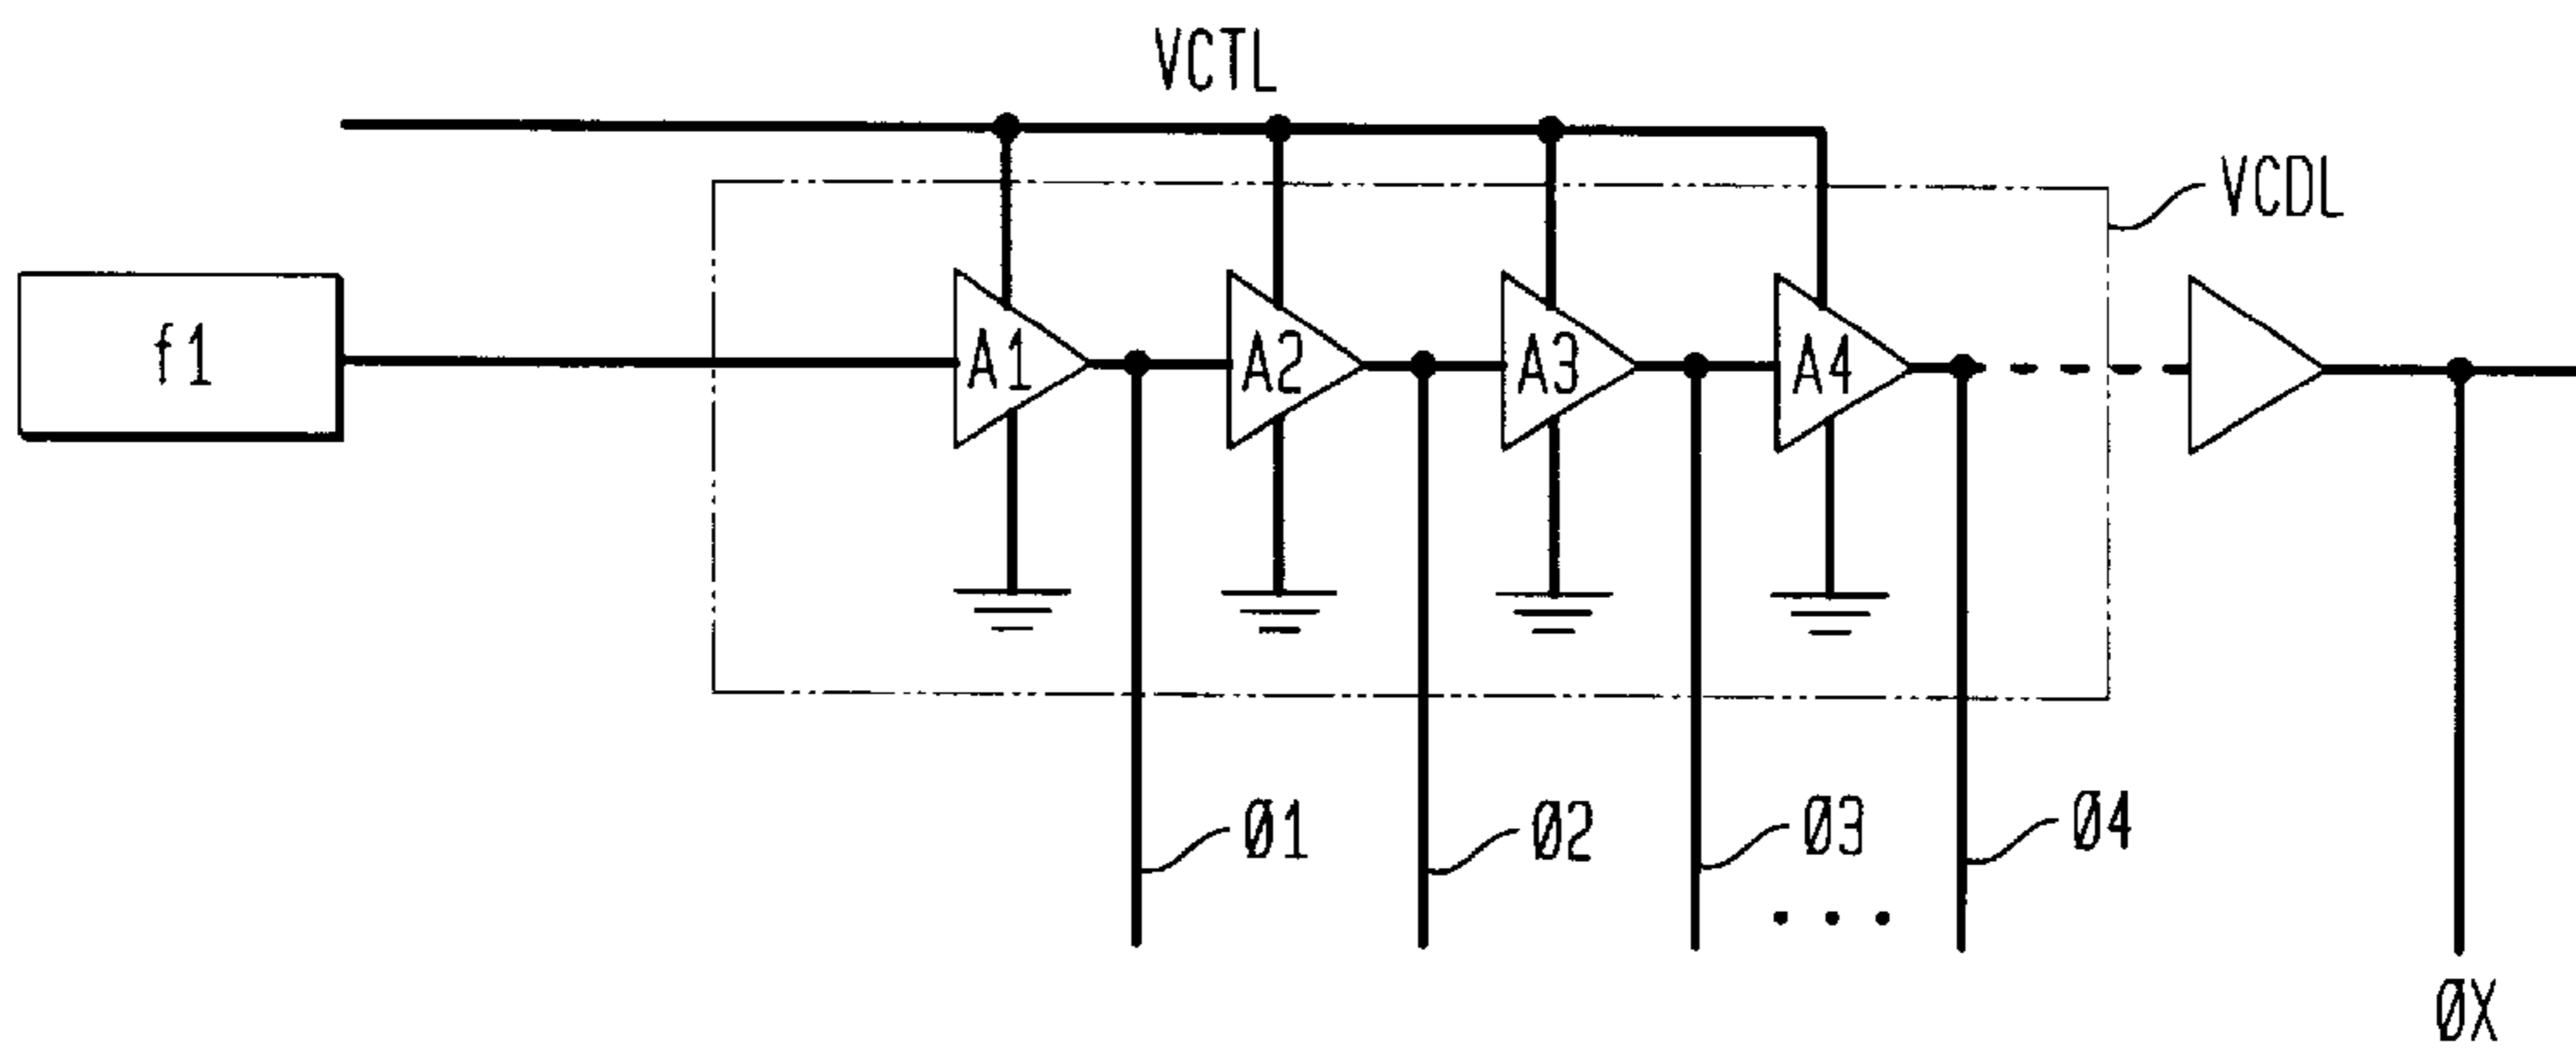 VCTL
VCDL
f1
A1
A2
A3
A4
Ø1
Ø2
Ø3
Ø4
. . .
ØX